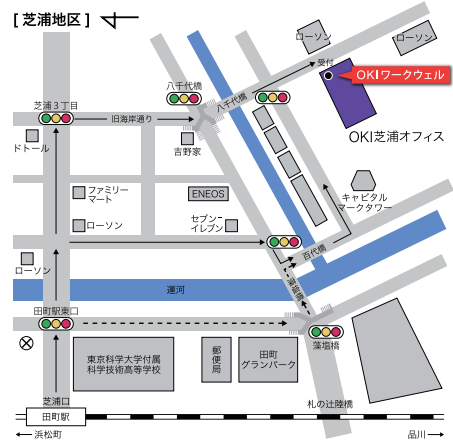 [芝浦地区]
ローソン
ローソン
受付
OKIワークウェル
八千代橋
八千代橋
芝浦3丁目
旧海岸通り
ドトール
吉野家
OKI芝浦オフィス
ファミリー
マート
ENEOS
キャピタル
マークタワー
ローソン
セブン-
イレブン
百代橋
ローソン
運河
藻塩橋
田町駅東口
藻塩橋
東京科学大学付属
科学技術高等学校
郵便局
田町
グランパーク
芝浦口
札の辻陸橋
田町駅
浜松町
品川